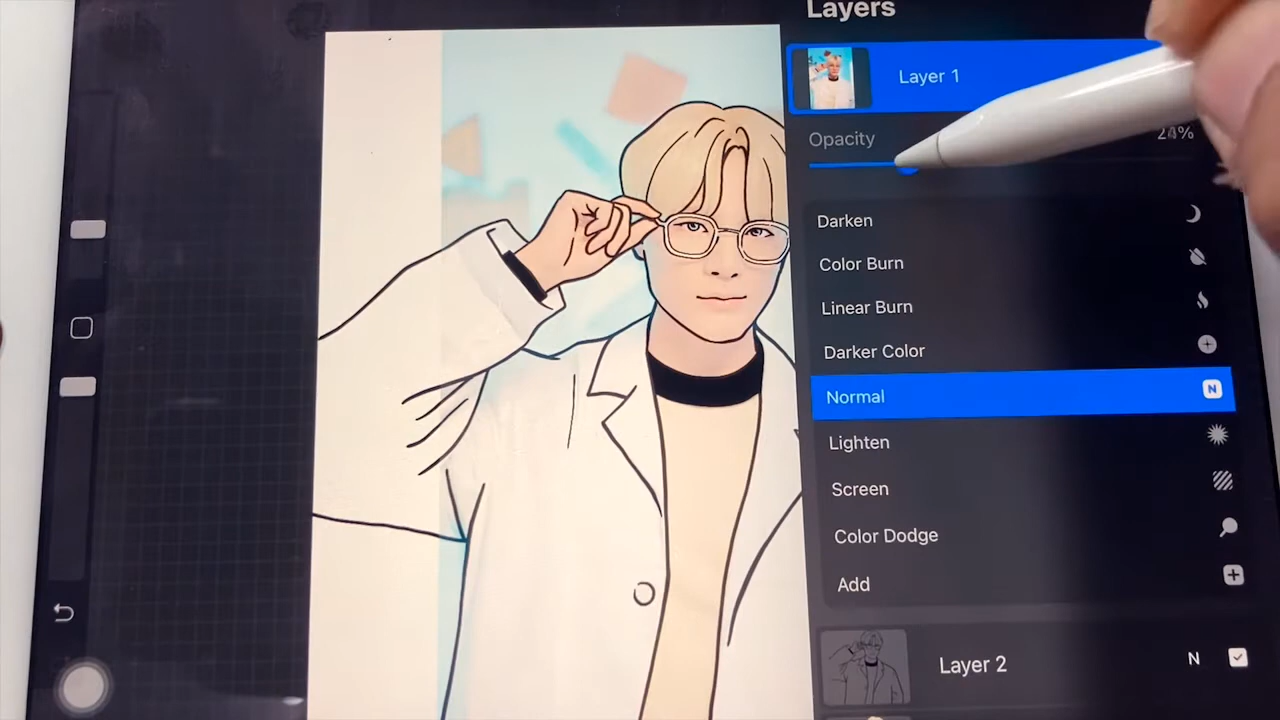 Layers
Layer 1
Opacity
24%
Darken
Color Burn
Linear Burn
Darker Color
Normal
N
Lighten
Screen
Color Dodge
Add
Layer 2
N